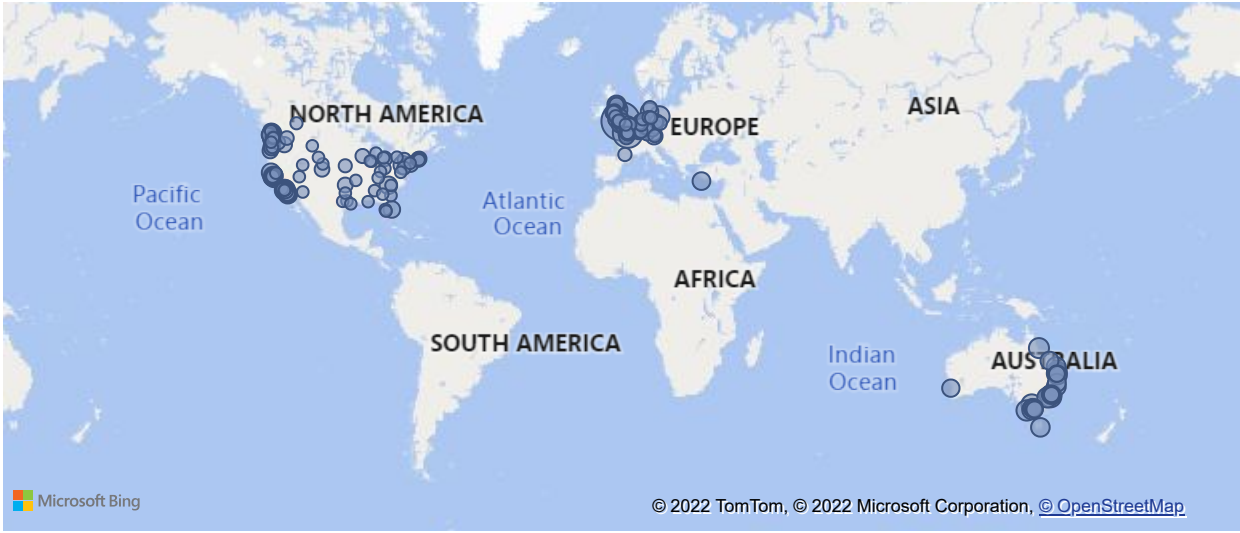 NORTH AMERICA
ASIA
EUROPE
Pacific
Ocean
Atlantic
Ocean
AFRICA
SOUTH AMERICA
Indian
Ocean
AUSTRALIA
Microsoft Bing
© 2022 TomTom, © 2022 Microsoft Corporation, © OpenStreetMap